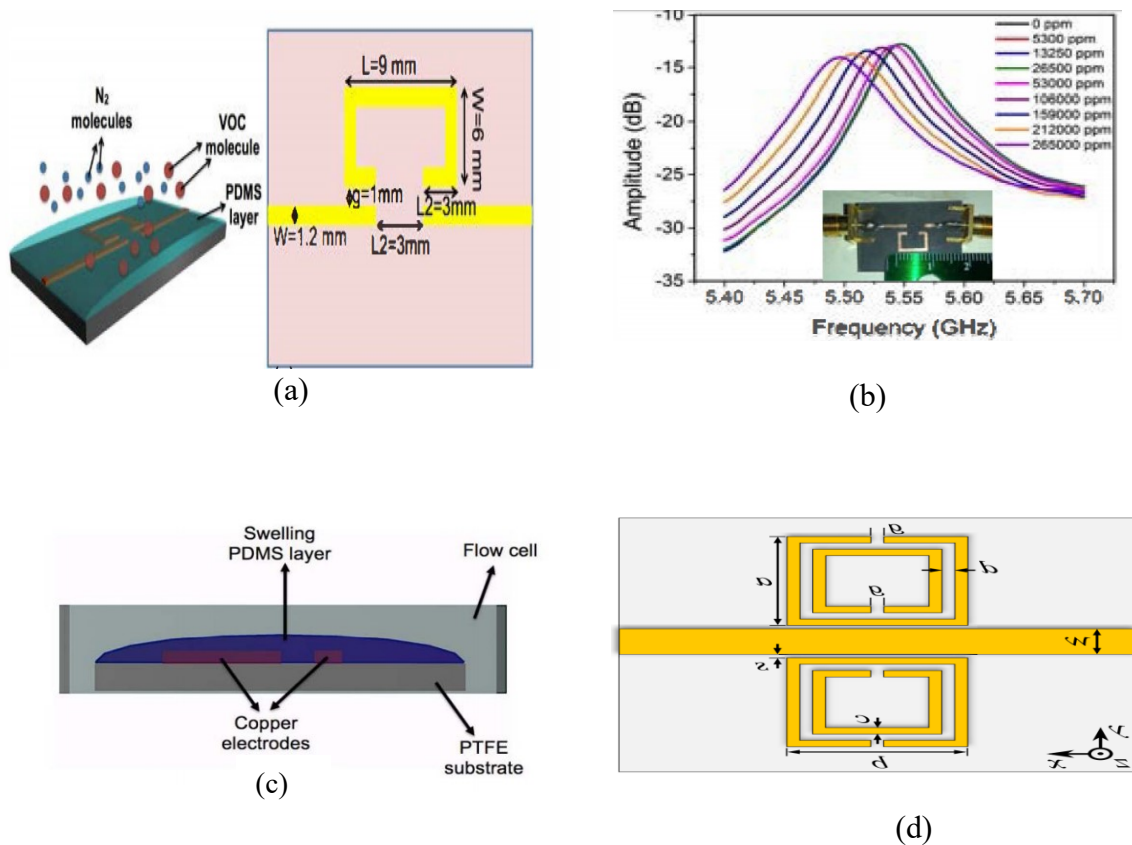 N₂
molecules
VOC
molecule
PDMS
layer
L=9 mm
W=6 mm
g=1mm
L2=3mm
W=1.2 mm
L2=3mm
(a)
-10
-15
-20
-25
-30
-35
Amplitude (dB)
0 ppm
5300 ppm
13250 ppm
26500 ppm
53000 ppm
106000 ppm
159000 ppm
212000 ppm
265000 ppm
1
2
5.40 5.45 5.50 5.55 5.60 5.65 5.70
Frequency (GHz)
(b)
Swelling
PDMS layer
Flow cell
Copper
electrodes
PTFE
substrate
(c)
g
a
g
w
s
c
y
x
z
(d)